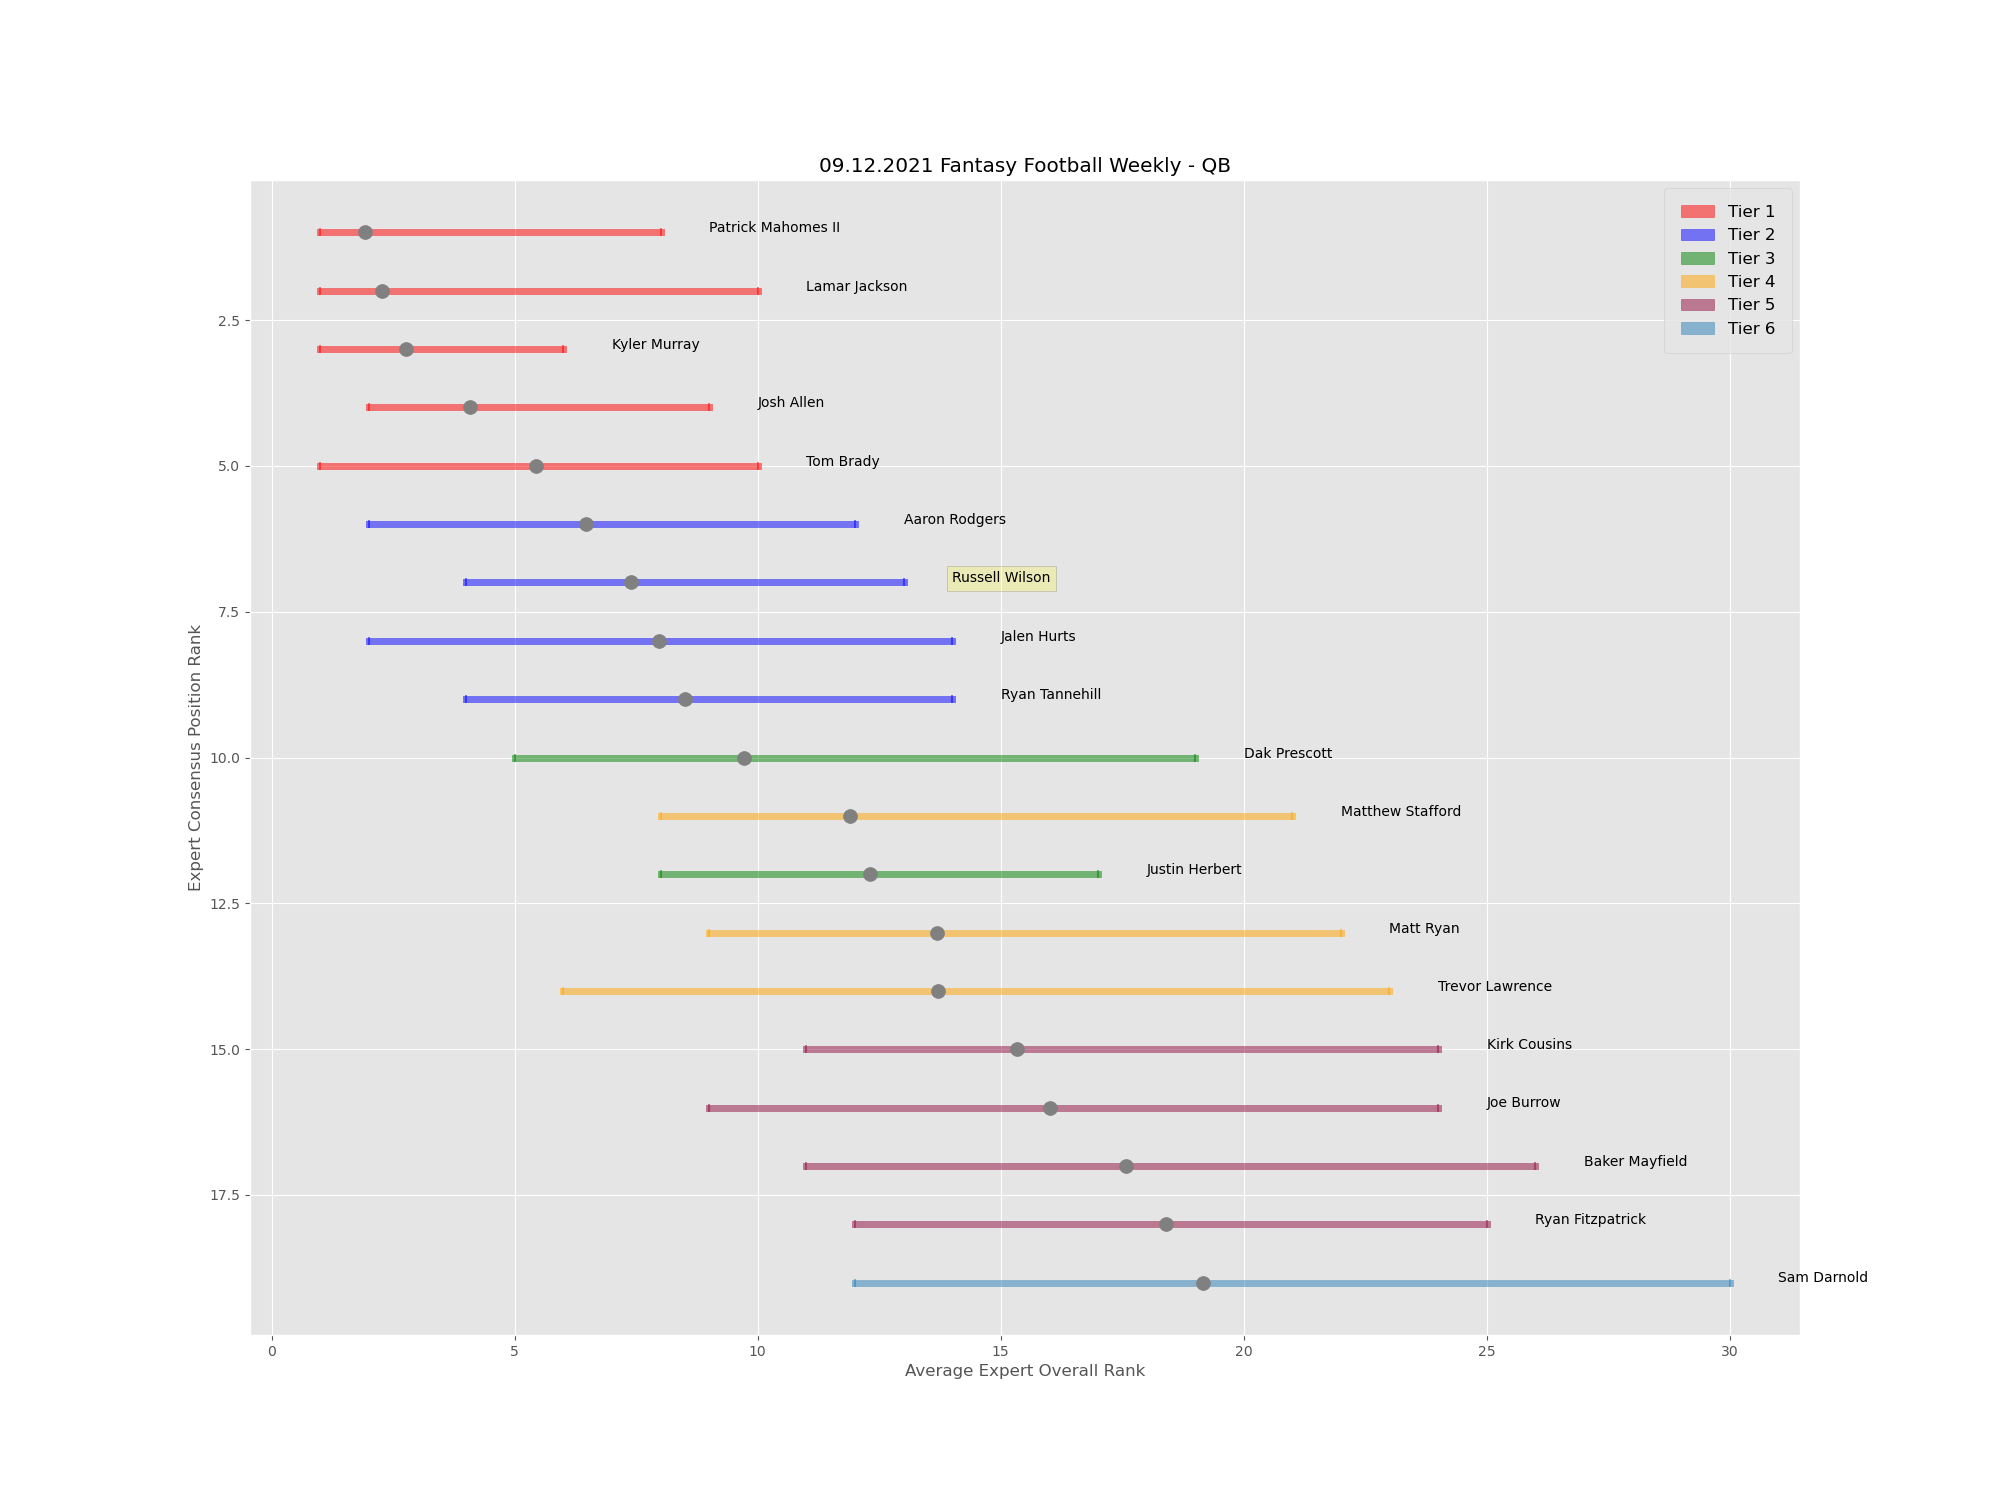 09.12.2021 Fantasy Football Weekly - QB
Tier 1
Tier 2
Tier 3
Tier 4
Tier 5
Tier 6
Patrick Mahomes II
Lamar Jackson
2.5
Kyler Murray
Josh Allen
5.0
Tom Brady
Aaron Rodgers
Russell Wilson
7.5
Jalen Hurts
Ryan Tannehill
10.0
Dak Prescott
Matthew Stafford
Justin Herbert
12.5
Matt Ryan
Trevor Lawrence
15.0
Kirk Cousins
Joe Burrow
Baker Mayfield
17.5
Ryan Fitzpatrick
Sam Darnold
Expert Consensus Position Rank
0 5 10 15 20 25 30
Average Expert Overall Rank